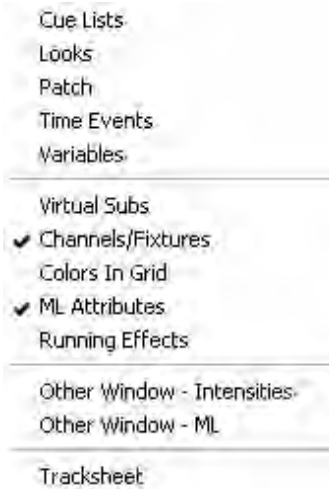 Cue Lists
Looks
Patch
Time Events
Variables
Virtual Subs
Channels/Fixtures
Colors In Grid
ML Attributes
Running Effects
Other Window - Intensities
Other Window - ML
Tracksheet